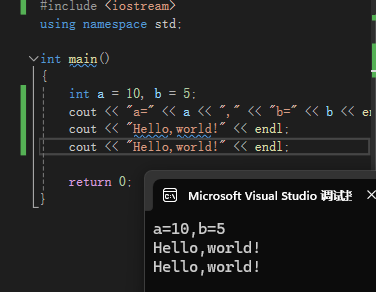 #include <iostream>
using namespace std;
int main()
{
int a = 10, b = 5;
cout << "a=" << a << "," << "b=" << b << en
cout << "Hello,world!" << endl;
cout << "Hello,world!" << endl;
return 0;
}
Microsoft Visual Studio 调试
a=10,b=5
Hello,world!
Hello,world!